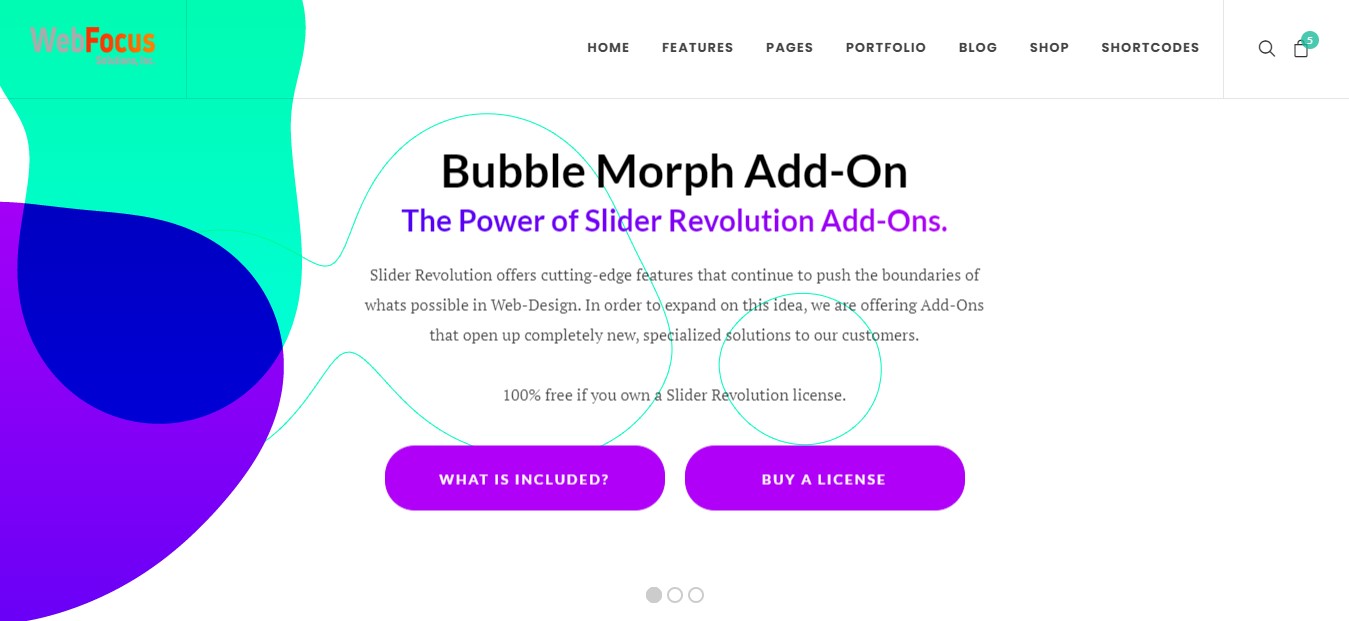 WebFocus
Solutions, Inc.
HOME FEATURES PAGES PORTFOLIO BLOG SHOP SHORTCODES
5
Bubble Morph Add-On
The Power of Slider Revolution Add-Ons.
Slider Revolution offers cutting-edge features that continue to push the boundaries of
whats possible in Web-Design. In order to expand on this idea, we are offering Add-Ons
that open up completely new, specialized solutions to our customers.
100% free if you own a Slider Revolution license.
WHAT IS INCLUDED? BUY A LICENSE